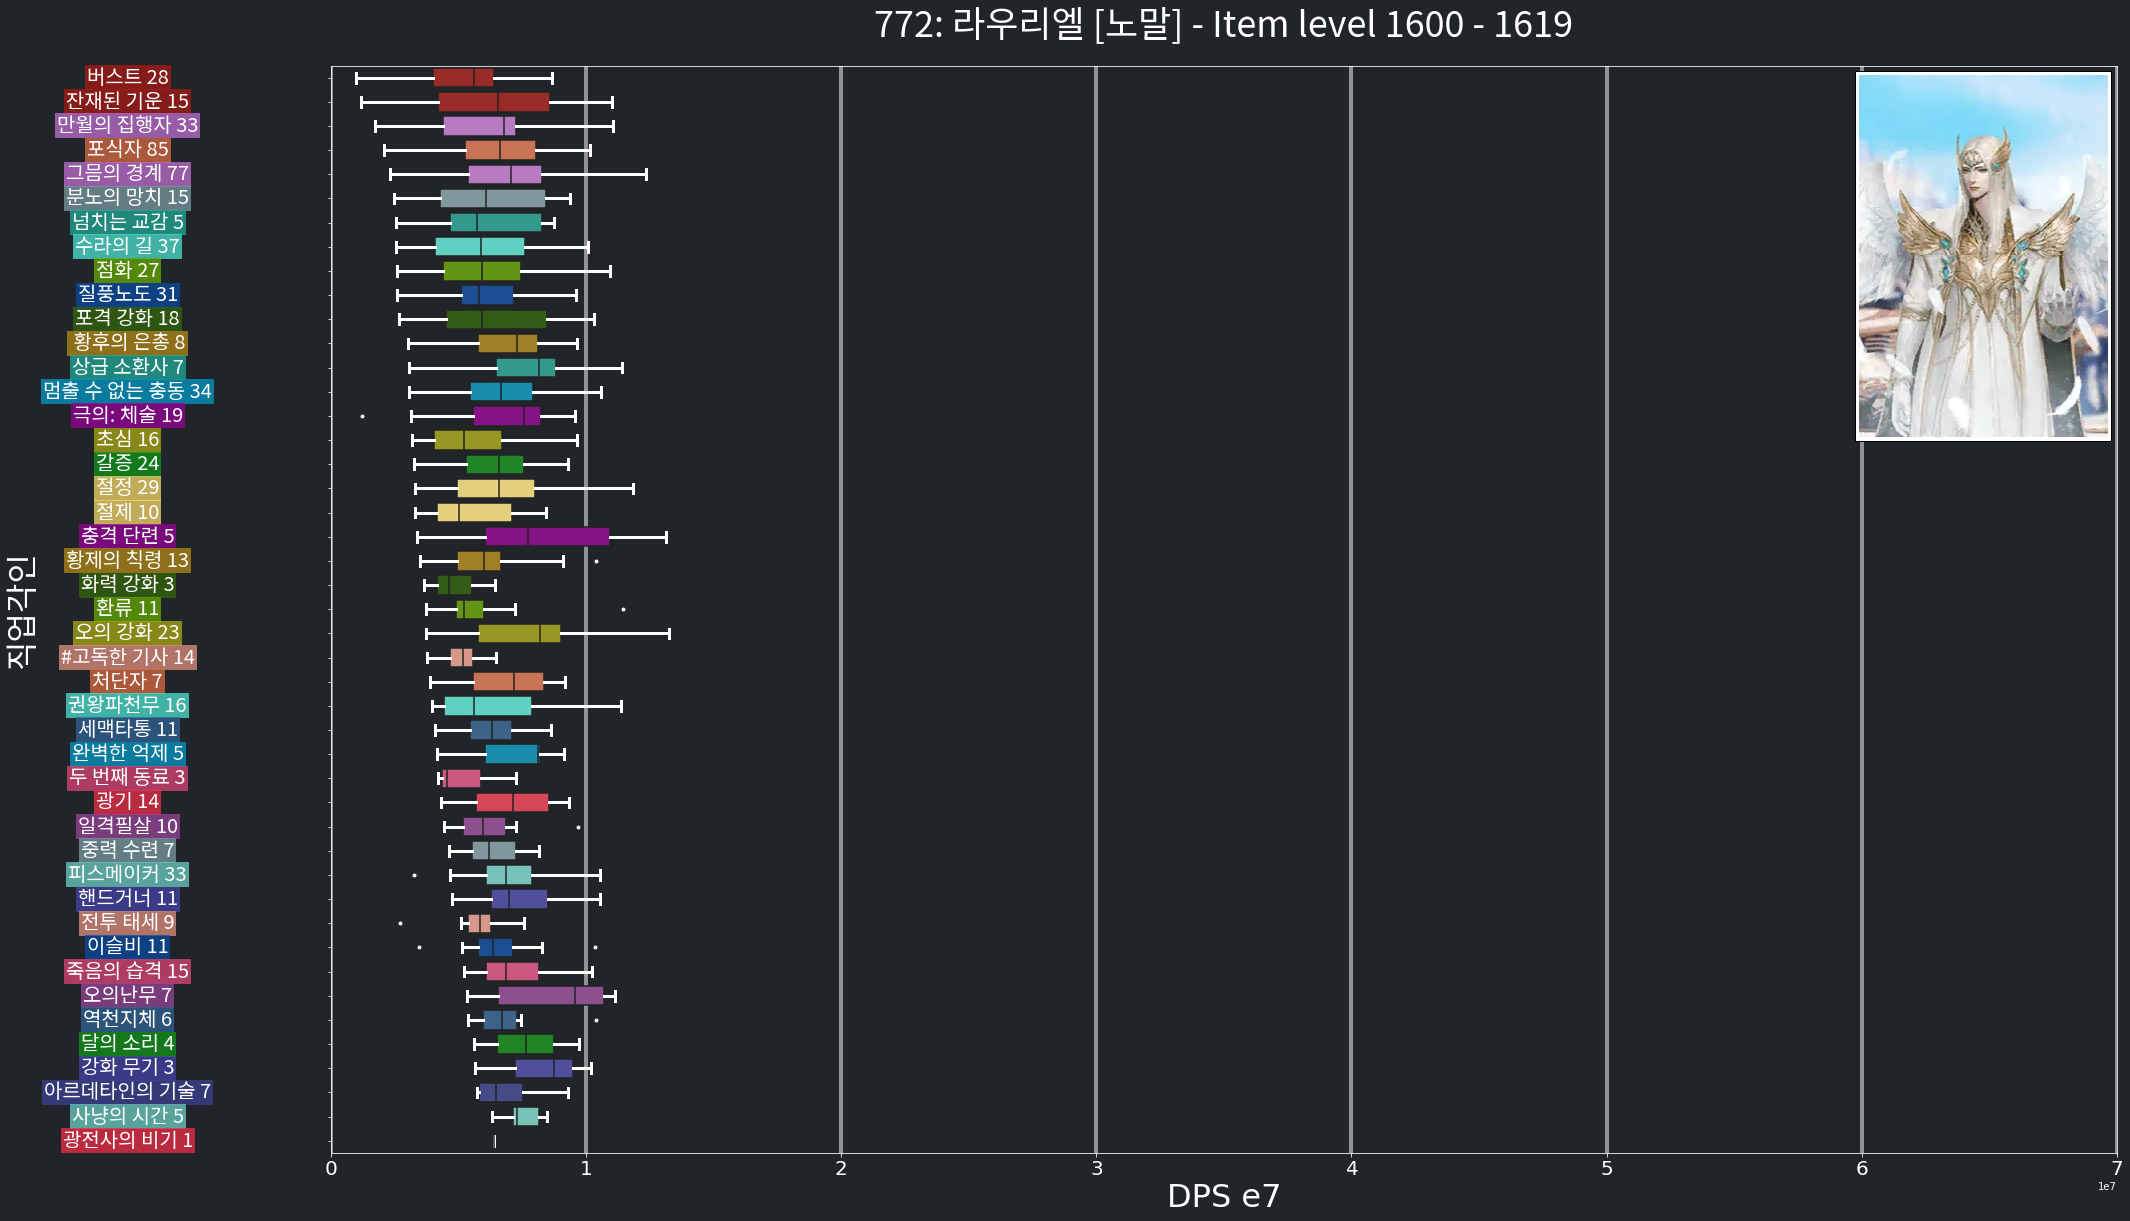 772: 라우리엘 [노말] - Item level 1600 - 1619
직업각인
버스트 28
잔재된 기운 15
만월의 집행자 33
포식자 85
그믐의 경계 77
분노의 망치 15
넘치는 교감 5
수라의 길 37
점화 27
질풍노도 31
포격 강화 18
황후의 은총 8
상급 소환사 7
멈출 수 없는 충동 34
극의: 체술 19
초심 16
갈증 24
절정 29
절제 10
충격 단련 5
황제의 칙령 13
화력 강화 3
환류 11
오의 강화 23
#고독한 기사 14
처단자 7
권왕파천무 16
세맥타통 11
완벽한 억제 5
두 번째 동료 3
광기 14
일격필살 10
중력 수련 7
피스메이커 33
핸드거너 11
전투 태세 9
이슬비 11
죽음의 습격 15
오의난무 7
역천지체 6
달의 소리 4
강화 무기 3
아르데타인의 기술 7
사냥의 시간 5
광전사의 비기 1
0 1 2 3 4 5 6 7
1e7
DPS e7